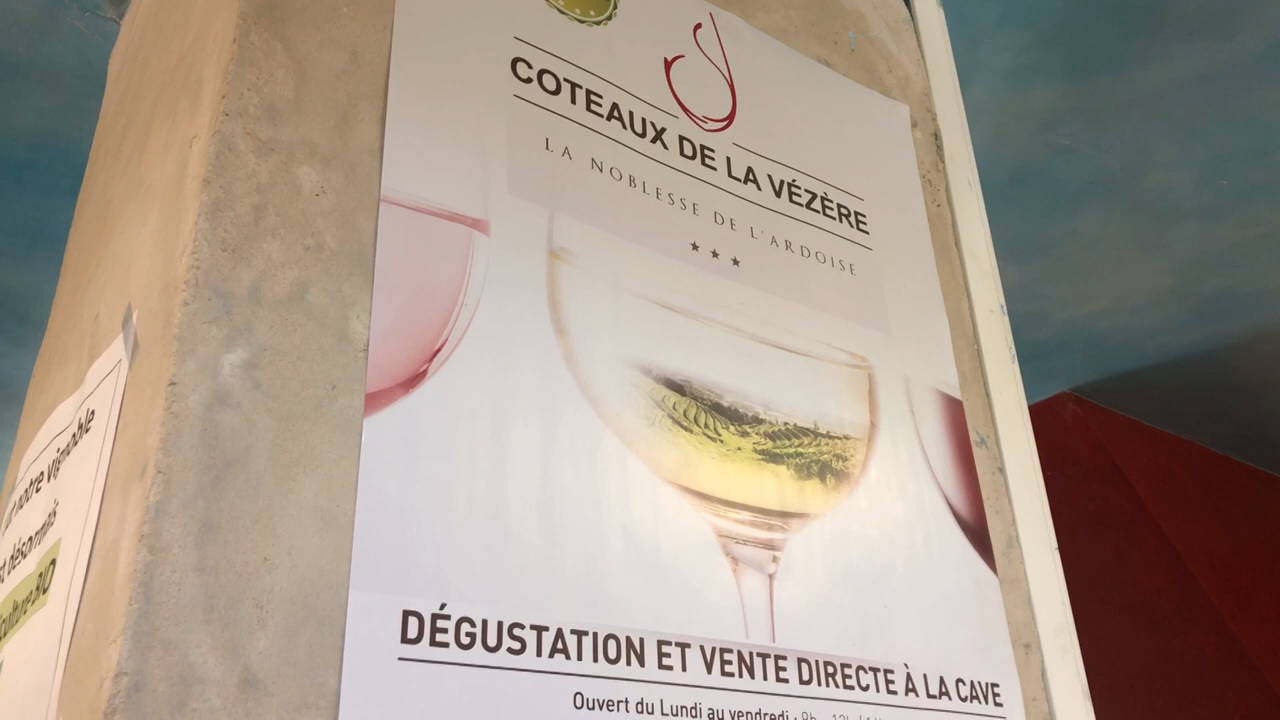 COTEAUX DE LA VÉZÈRE
LA NOBLESSE DE L'ARDOISE
DÉGUSTATION ET VENTE DIRECTE À LA CAVE
Ouvert du Lundi au vendredi :
notre vignoble
désormais
BIO